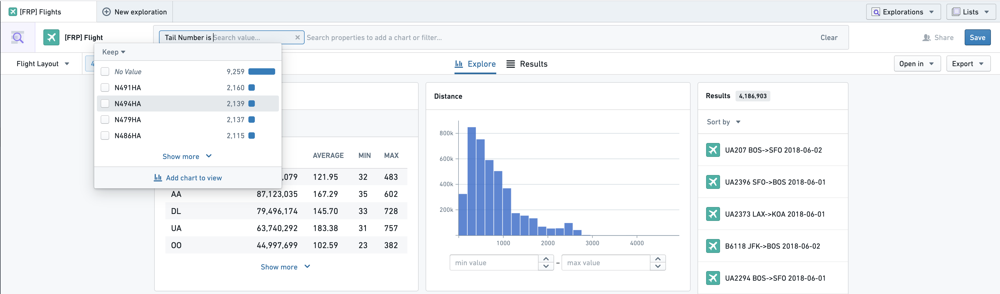 [FRP] Flights
New exploration
Explorations
Lists
[FRP] Flight
Tail Number is Search value...
Search properties to add a chart or filter...
Clear
Share
Save
Flight Layout
4
Explore
Results
Open in
Export
Keep
No Value 9,259
N491HA 2,160
N494HA 2,139
N479HA 2,137
N486HA 2,115
Show more
Add chart to view
AVERAGE MIN MAX
,079 121.95 32 483
AA 87,123,035 167.29 35 602
DL 79,496,174 145.70 33 728
UA 63,740,292 183.38 31 757
OO 44,997,699 102.59 23 382
Show more
Distance
800k
600k
400k
200k
1000 2000 3000 4000
min value – max value
Results 4,186,903
Sort by
UA207 BOS->SFO 2018-06-02
UA2396 SFO->BOS 2018-06-01
UA2373 LAX->KOA 2018-06-01
B6118 JFK->BOS 2018-06-02
UA2294 BOS->SFO 2018-06-01